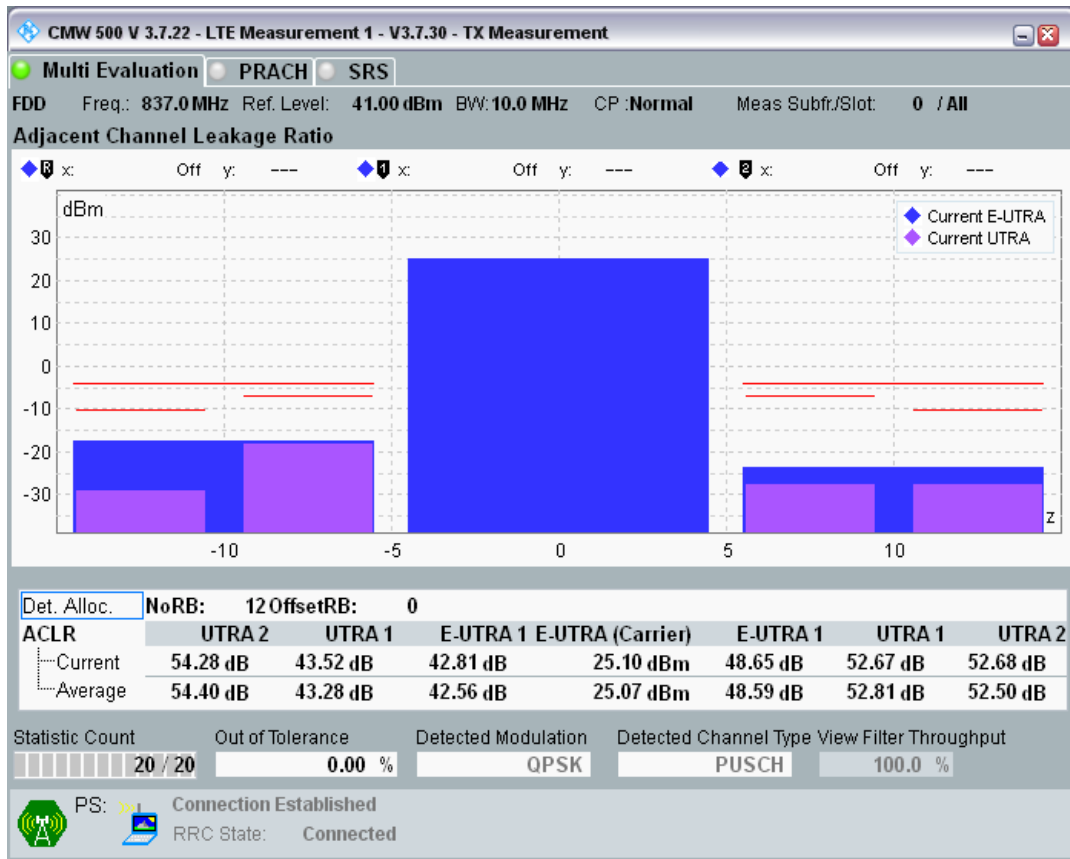 CMW 500 V 3.7.22 - LTE Measurement 1 - V3.7.30 - TX Measurement
Multi Evaluation PRACH SRS
FDD Freq.: 837.0 MHz Ref. Level: 41.00 dBm BW: 10.0 MHz CP :Normal Meas Subfr./Slot: 0 / All
Adjacent Channel Leakage Ratio
R x: Off y: --- 1 x: Off y: --- 2 x: Off y: ---
dBm
Current E-UTRA
Current UTRA
30
20
10
0
-10
-20
-30
z
-10 -5 0 5 10
Det. Alloc. NoRB: 12 OffsetRB: 0
ACLR UTRA 2 UTRA 1 E-UTRA 1 E-UTRA (Carrier) E-UTRA 1 UTRA 1 UTRA 2
Current 54.28 dB 43.52 dB 42.81 dB 25.10 dBm 48.65 dB 52.67 dB 52.68 dB
Average 54.40 dB 43.28 dB 42.56 dB 25.07 dBm 48.59 dB 52.81 dB 52.50 dB
Statistic Count Out of Tolerance Detected Modulation Detected Channel Type View Filter Throughput
20 / 20 0.00 % QPSK PUSCH 100.0 %
PS: Connection Established
RRC State: Connected